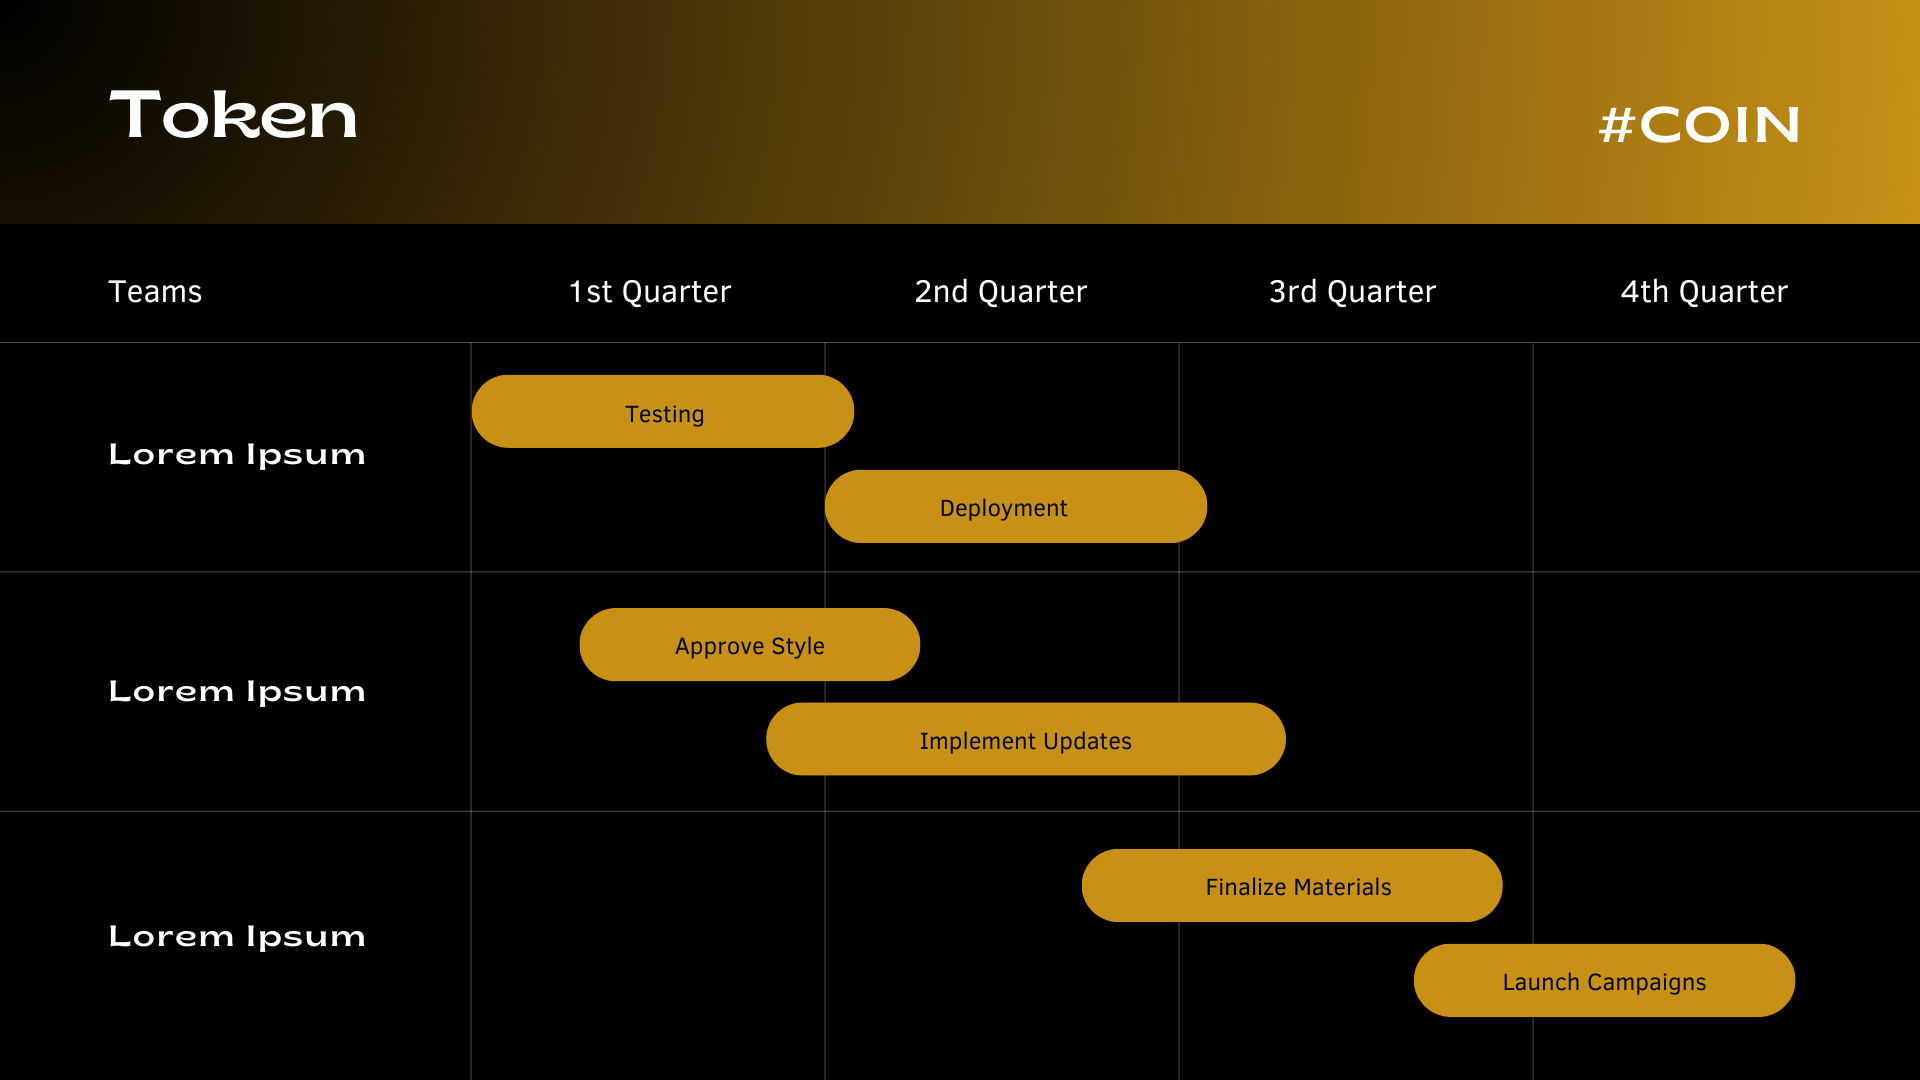 Token
#COIN
Teams
1st Quarter
2nd Quarter
3rd Quarter
4th Quarter
Lorem Ipsum
Testing
Deployment
Lorem Ipsum
Approve Style
Implement Updates
Lorem Ipsum
Finalize Materials
Launch Campaigns